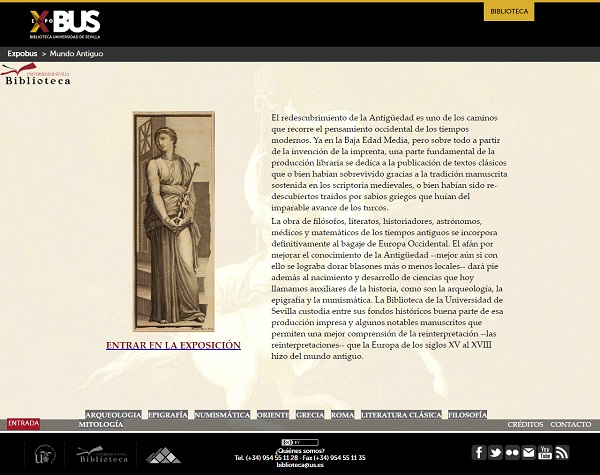 EXPO
XBUS
BIBLIOTECA UNIVERSIDAD DE SEVILLA
BIBLIOTECA
Expobus > Mundo Antiguo
UNIVERSIDAD DE SEVILLA
Biblioteca
El redescubrimiento de la Antigüedad es uno de los caminos
que recorre el pensamiento occidental de los tiempos
modernos. Ya en la Baja Edad Media, pero sobre todo a partir
de la invención de la imprenta, una parte fundamental de la
producción libraria se dedica a la publicación de textos clásicos
que o bien habían sobrevivido gracias a la tradición manuscrita
sostenida en los scriptoria medievales, o bien habían sido re-
descubiertos traidos por sabios griegos que huían del
imparable avance de los turcos.
La obra de filósofos, literatos, historiadores, astrónomos,
médicos y matemáticos de los tiempos antiguos se incorpora
definitivamente al bagaje de Europa Occidental. El afán por
mejorar el conocimiento de la Antigüedad --mejor aún si con
ello se lograba dorar blasones más o menos locales-- dará pie
además al nacimiento y desarrollo de ciencias que hoy
llamamos auxiliares de la historia, como son la arqueología, la
epigrafía y la numismática. La Biblioteca de la Universidad de
Sevilla custodia entre sus fondos históricos buena parte de esa
producción impresa y algunos notables manuscritos que
permiten una mejor comprensión de la reinterpretación --las
reinterpretaciones-- que la Europa de los siglos XV al XVIII
hizo del mundo antiguo.
ENTRAR EN LA EXPOSICIÓN
ARQUEOLOGIA EPIGRAFÍA NUMISMÁTICA ORIENTE GRECIA ROMA LITERATURA CLÁSICA FILOSOFÍA
ENTRADA MITOLOGÍA CRÉDITOS CONTACTO
Biblioteca
BY
¿Quiénes somos?
Tel. (+34) 954 55 11 28 · Fax (+34) 954 55 11 35
biblioteca@us.es
You Tube